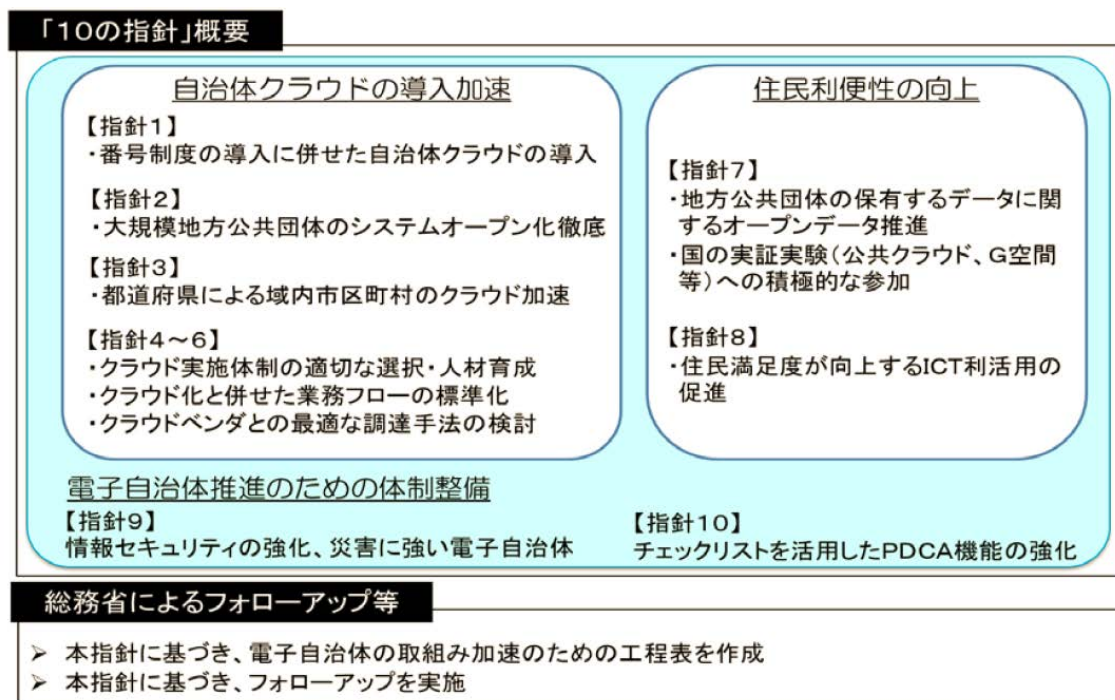 「10の指針」概要
自治体クラウドの導入加速
【指針1】
・番号制度の導入に併せた自治体クラウドの導入
【指針2】
・大規模地方公共団体のシステムオープン化徹底
【指針3】
・都道府県による域内市区町村のクラウド加速
【指針4～6】
・クラウド実施体制の適切な選択・人材育成
・クラウド化と併せた業務フローの標準化
・クラウドベンダとの最適な調達手法の検討
住民利便性の向上
【指針7】
・地方公共団体の保有するデータに関
するオープンデータ推進
・国の実証実験（公共クラウド、G空間
等）への積極的な参加
【指針8】
・住民満足度が向上するICT利活用の
促進
電子自治体推進のための体制整備
【指針9】
情報セキュリティの強化、災害に強い電子自治体
【指針10】
チェックリストを活用したPDCA機能の強化
総務省によるフォローアップ等
➢ 本指針に基づき、電子自治体の取組み加速のための工程表を作成
➢ 本指針に基づき、フォローアップを実施